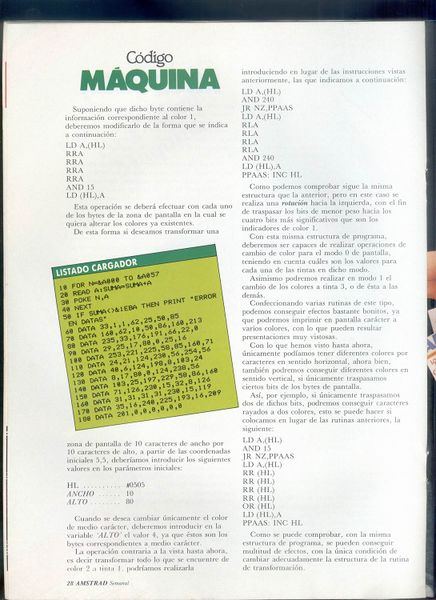 Código
MÁQUINA
Suponiendo que dicho byte contiene la
información correspondiente al color 1,
deberemos modificarlo de la forma que se indica
a continuación:
LD A,(HL)
RRA
RRA
RRA
RRA
AND 15
LD (HL),A
Esta operación se deberá efectuar con cada uno
de los bytes de la zona de pantalla en la cual se
quiera alterar los colores ya existentes.
De esta forma si deseamos transformar una
LISTADO CARGADOR
10 FOR N=&A000 TO &A057
20 READ A:SUMA=SUMA+A
30 POKE N,A
40 NEXT
50 IF SUMA<>&1EBA THEN PRINT "ERROR
EN DATAS"
60 DATA 33,1,1,62,25,50,85
70 DATA 160,62,10,50,86,160,213
80 DATA 235,33,176,191,66,22,0
90 DATA 29,25,17,80,0,25,16
100 DATA 253,221,225,58,85,160,71
110 DATA 24,21,124,230,56,254,56
120 DATA 40,6,124,198,8,103,24
130 DATA 8,17,80,0,124,238,56
140 DATA 103,25,197,229,58,86,160
150 DATA 71,126,230,15,32,8,126
160 DATA 31,31,31,31,230,15,119
170 DATA 35,16,240,225,193,16,209
180 DATA 201,0,0,0,0,0,0
zona de pantalla de 10 caracteres de ancho por
10 caracteres de alto, a partir de las coordenadas
iniciales 5,5, deberíamos introducir los siguientes
valores en los parámetros iniciales:
HL .......... #0505
ANCHO ...... 10
ALTO ........ 80
Cuando se desea cambiar únicamente el color
de medio carácter, deberemos introducir en la
variable 'ALTO' el valor 4, ya que éstos son los
bytes correspondientes a medio carácter.
La operación contraria a la vista hasta ahora,
es decir transformar todo lo que se encuentre de
color 2 a tinta 1, podríamos realizarla
28 AMSTRAD Semanal
introduciendo en lugar de las instrucciones vistas
anteriormente, las que indicamos a continuación:
LD A,(HL)
AND 240
JR NZ,PPAAS
LD A,(HL)
RLA
RLA
RLA
RLA
AND 240
LD (HL),A
PPAAS: INC HL
Como podemos comprobar sigue la misma
estructura que la anterior, pero en este caso se
realiza una rotación hacia la izquierda, con el fin
de traspasar los bits de menor peso hacia los
cuatro bits más significativos que son los
indicadores de color 1.
Con esta misma estructura de programa,
deberemos ser capaces de realizar operaciones de
cambio de color para el modo 0 de pantalla,
teniendo en cuenta cuáles son los valores para
cada una de las tintas en dicho modo.
Asimismo podremos realizar en modo 1 el
cambio de los colores a tinta 3, o de ésta a las
demás.
Confeccionando varias rutinas de este tipo,
podemos conseguir efectos bastante bonitos, ya
que podremos imprimir en pantalla carácter a
varios colores, con lo que pueden resultar
presentaciones muy vistosas.
Con lo que hemos visto hasta ahora,
únicamente podíamos tener diferentes colores por
caracteres en sentido horizontal, ahora bien,
también podremos conseguir diferentes colores en
sentido vertical, si únicamente traspasamos
ciertos bits de los bytes de pantalla.
Así, por ejemplo, si únicamente traspasamos
dos de dichos bits, podremos conseguir caracteres
rayados a dos colores, esto se puede hacer si
colocamos en lugar de las rutinas anteriores, la
siguiente:
LD A,(HL)
AND 15
JR NZ,PPAAS
LD A,(HL)
RR (HL)
RR (HL)
RR (HL)
RR (HL)
OR (HL)
LD (HL),A
PPAAS: INC HL
Como se puede comprobar, con la misma
estructura de programa, se pueden conseguir
multitud de efectos, con la única condición de
cambiar adecuadamente la estructura de la rutina
de transformación.